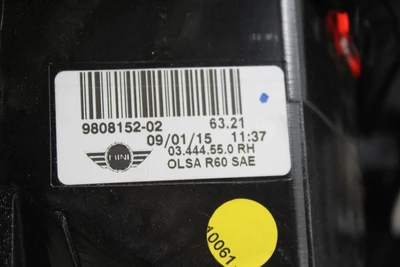 9808152-02 63.21
09/01/15 11:37
03.444.55.0 RH
MINI OLSA R60 SAE
10061